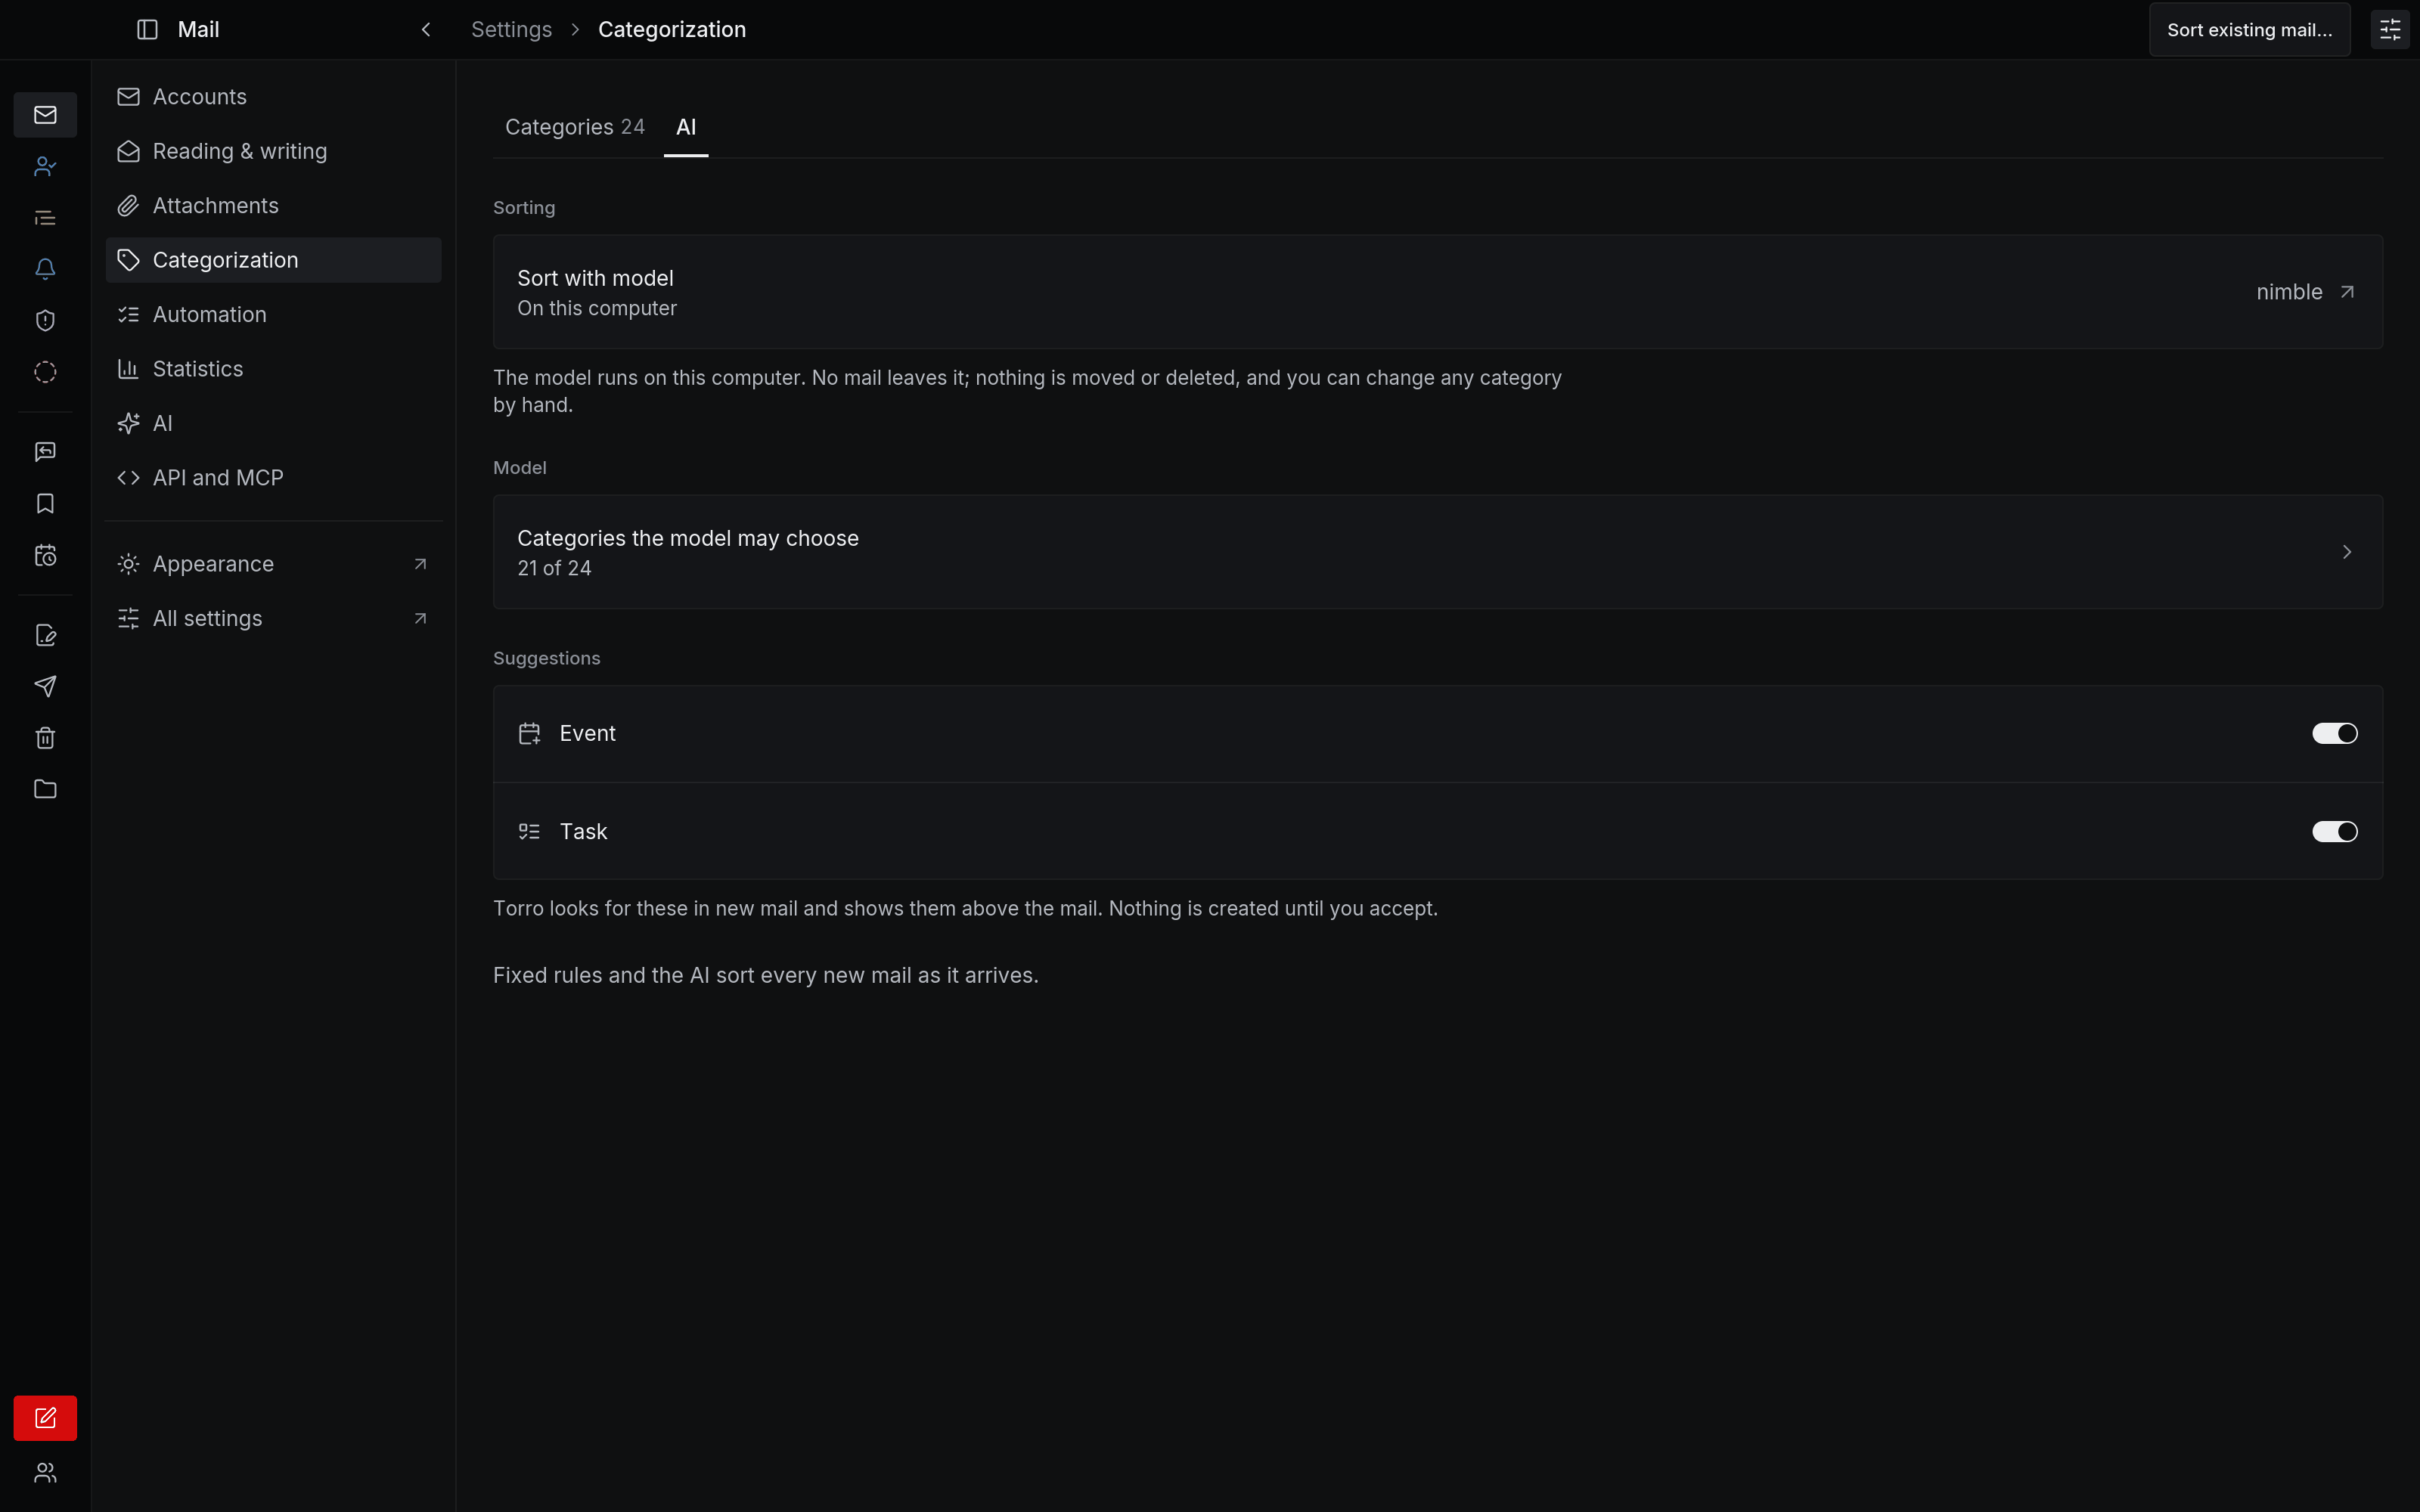 Mail
Settings > Categorization
Sort existing mail...
Accounts
Reading & writing
Attachments
Categorization
Automation
Statistics
AI
API and MCP
Appearance
All settings
Categories 24
AI
Sorting
Sort with model
On this computer
nimble
The model runs on this computer. No mail leaves it; nothing is moved or deleted, and you can change any category
by hand.
Model
Categories the model may choose
21 of 24
Suggestions
Event
Task
Torro looks for these in new mail and shows them above the mail. Nothing is created until you accept.
Fixed rules and the AI sort every new mail as it arrives.